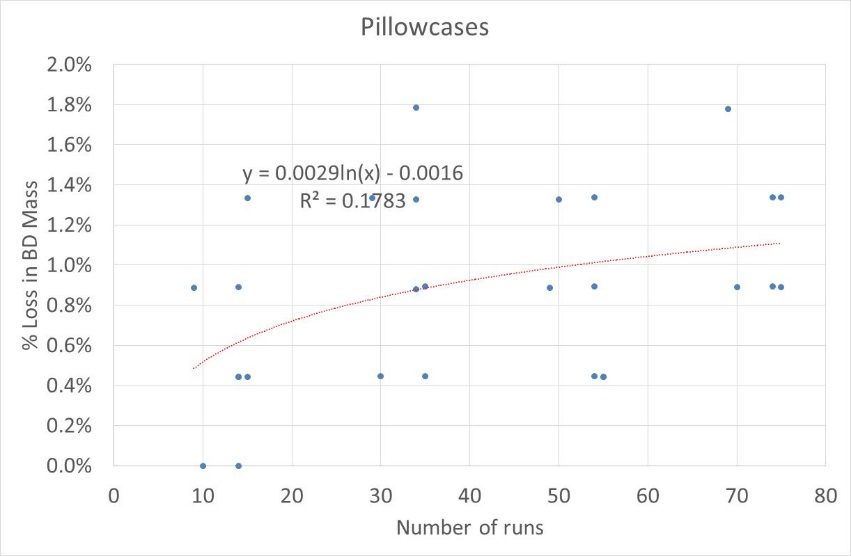 Pillowcases
2.0%
1.8%
1.6%
y = 0.0029ln(x) - 0.0016
1.4%
R² = 0.1783
1.2%
1.0%
0.8%
0.6%
0.4%
0.2%
0.0%
% Loss in BD Mass
0 10 20 30 40 50 60 70 80
Number of runs